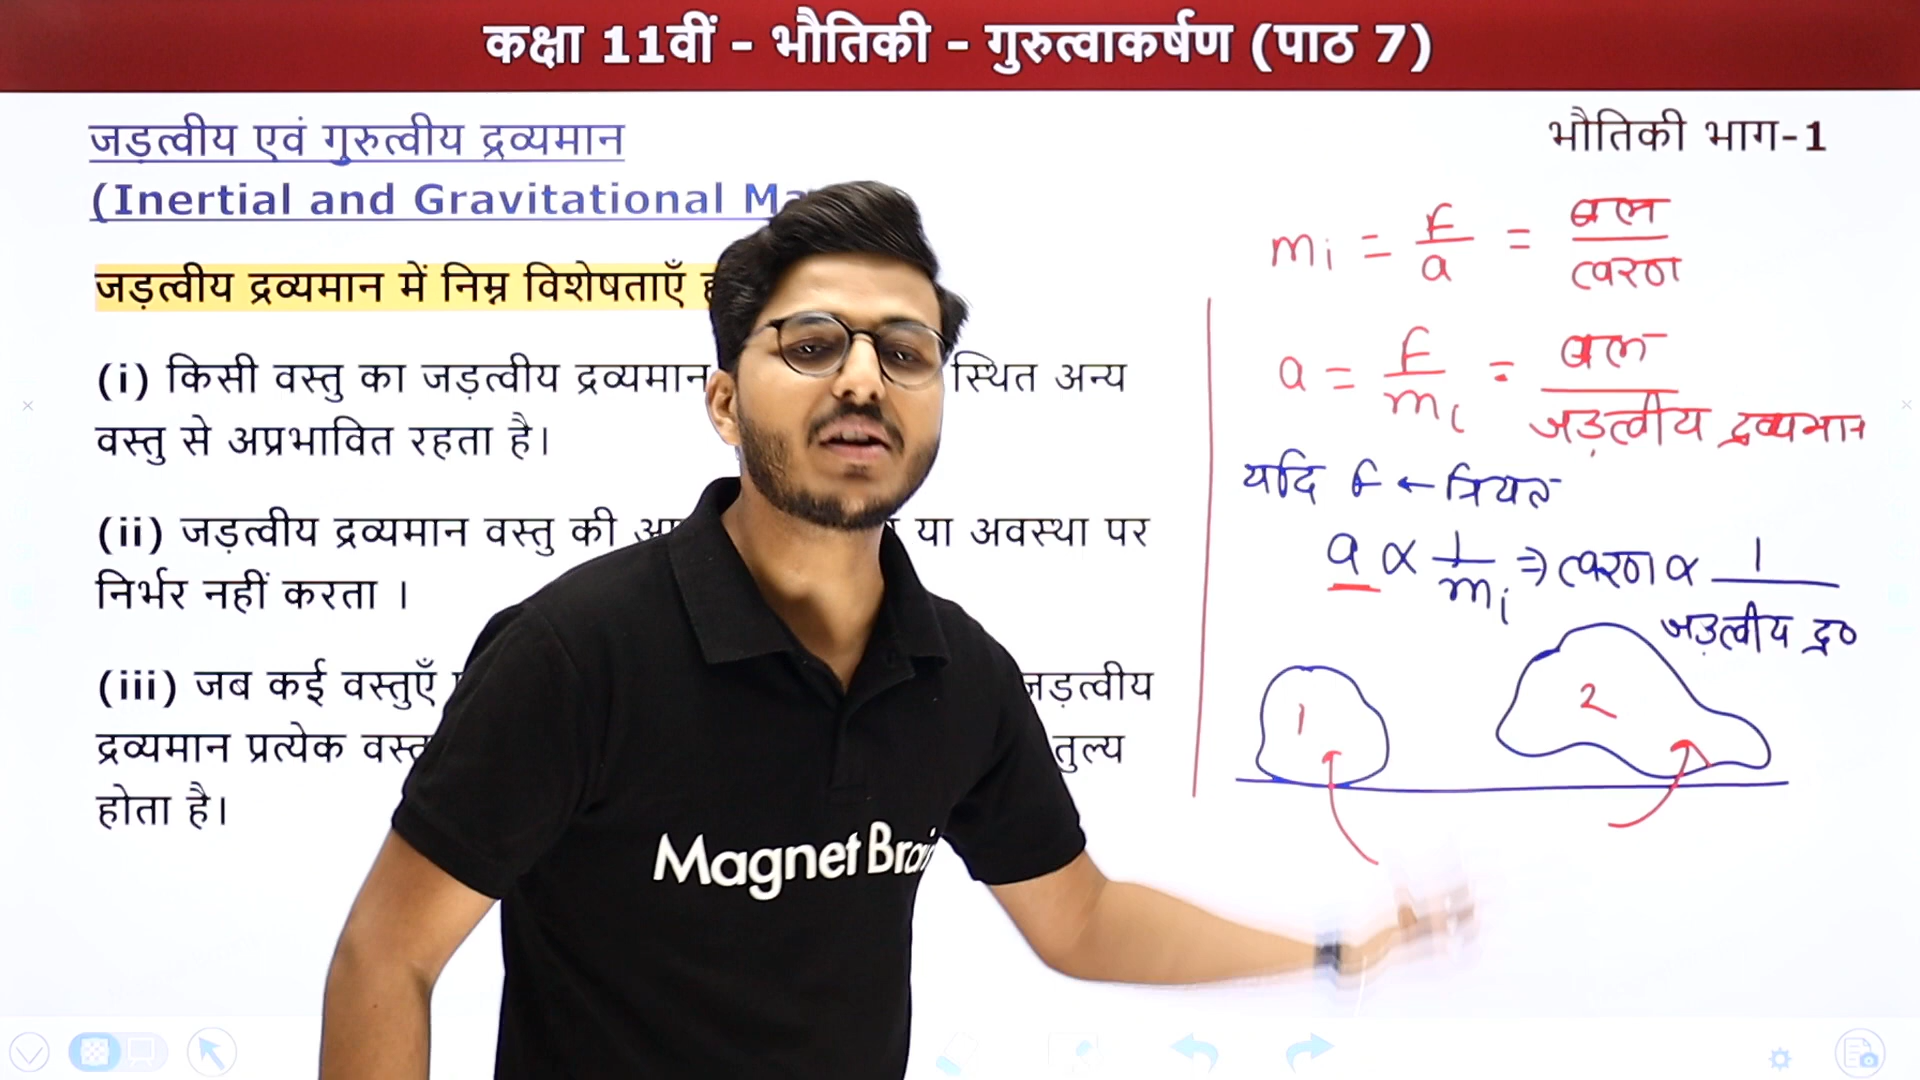 कक्षा 11वीं - भौतिकी - गुरुत्वाकर्षण (पाठ 7)
जड़त्वीय एवं गुरुत्वीय द्रव्यमान
(Inertial and Gravitational
जड़त्वीय द्रव्यमान में निम्न विशेषताएँ
(i) किसी वस्तु का जड़त्वीय द्रव्यमान स्थित अन्य
वस्तु से अप्रभावित रहता है।
(ii) जड़त्वीय द्रव्यमान वस्तु की या अवस्था पर
निर्भर नहीं करता ।
(iii) जब कई वस्तुएँ जड़त्वीय
द्रव्यमान प्रत्येक तुल्य
होता है।
Magnet
भौतिकी भाग-1
mi = F/a = बल/त्वरण
a = F/mi = बल/जड़त्वीय द्रव्यमान
यदि F ← नियत
a ∝ 1/mi ⇒ त्वरण ∝ 1/जड़त्वीय द्र०
1
2